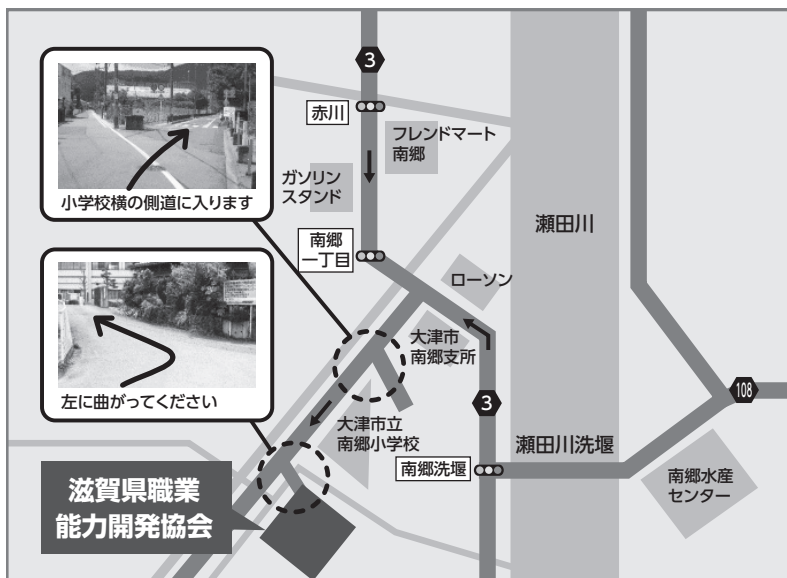 3
赤川
フレンドマート
南郷
ガソリン
スタンド
小学校横の側道に入ります
南郷
一丁目
瀬田川
ローソン
大津市
南郷支所
左に曲がってください
3
108
大津市立
南郷小学校
瀬田川洗堰
南郷洗堰
南郷水産
センター
滋賀県職業
能力開発協会